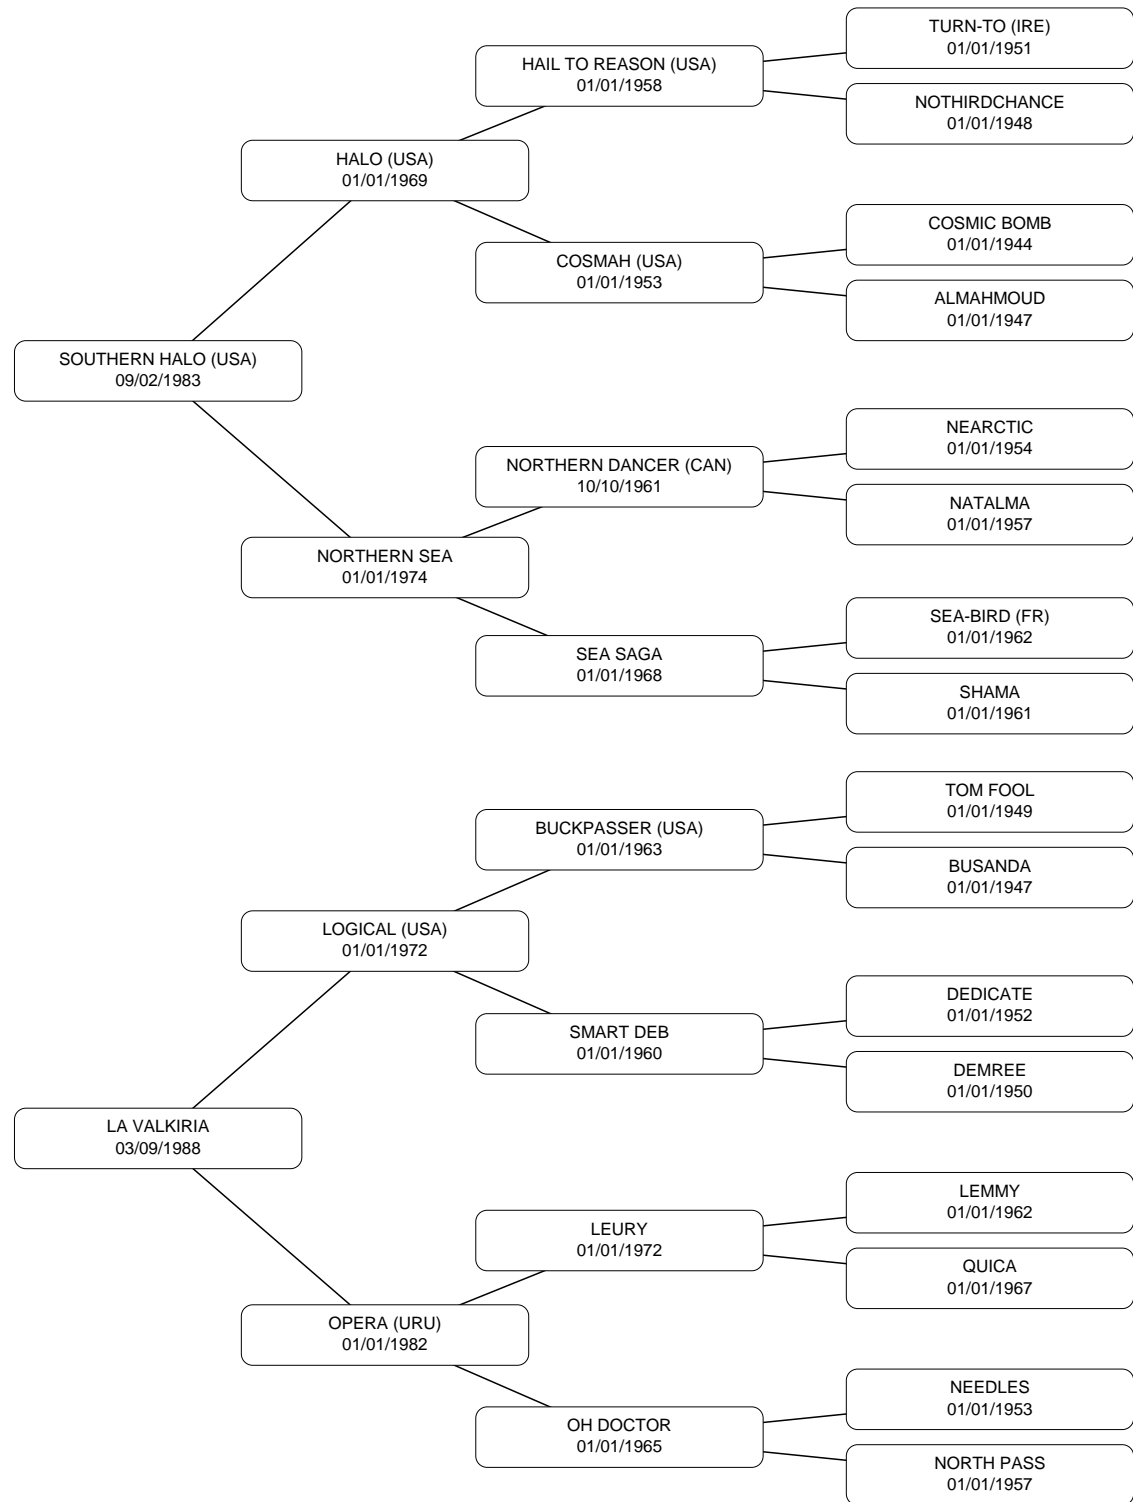 TURN-TO (IRE)
01/01/1951
HAIL TO REASON (USA)
01/01/1958
NOTHIRDCHANCE
01/01/1948
HALO (USA)
01/01/1969
COSMIC BOMB
01/01/1944
COSMAH (USA)
01/01/1953
ALMAHMOUD
01/01/1947
SOUTHERN HALO (USA)
09/02/1983
NEARCTIC
01/01/1954
NORTHERN DANCER (CAN)
10/10/1961
NATALMA
01/01/1957
NORTHERN SEA
01/01/1974
SEA-BIRD (FR)
01/01/1962
SEA SAGA
01/01/1968
SHAMA
01/01/1961
TOM FOOL
01/01/1949
BUCKPASSER (USA)
01/01/1963
BUSANDA
01/01/1947
LOGICAL (USA)
01/01/1972
DEDICATE
01/01/1952
SMART DEB
01/01/1960
DEMREE
01/01/1950
LA VALKIRIA
03/09/1988
LEMMY
01/01/1962
LEURY
01/01/1972
QUICA
01/01/1967
OPERA (URU)
01/01/1982
NEEDLES
01/01/1953
OH DOCTOR
01/01/1965
NORTH PASS
01/01/1957